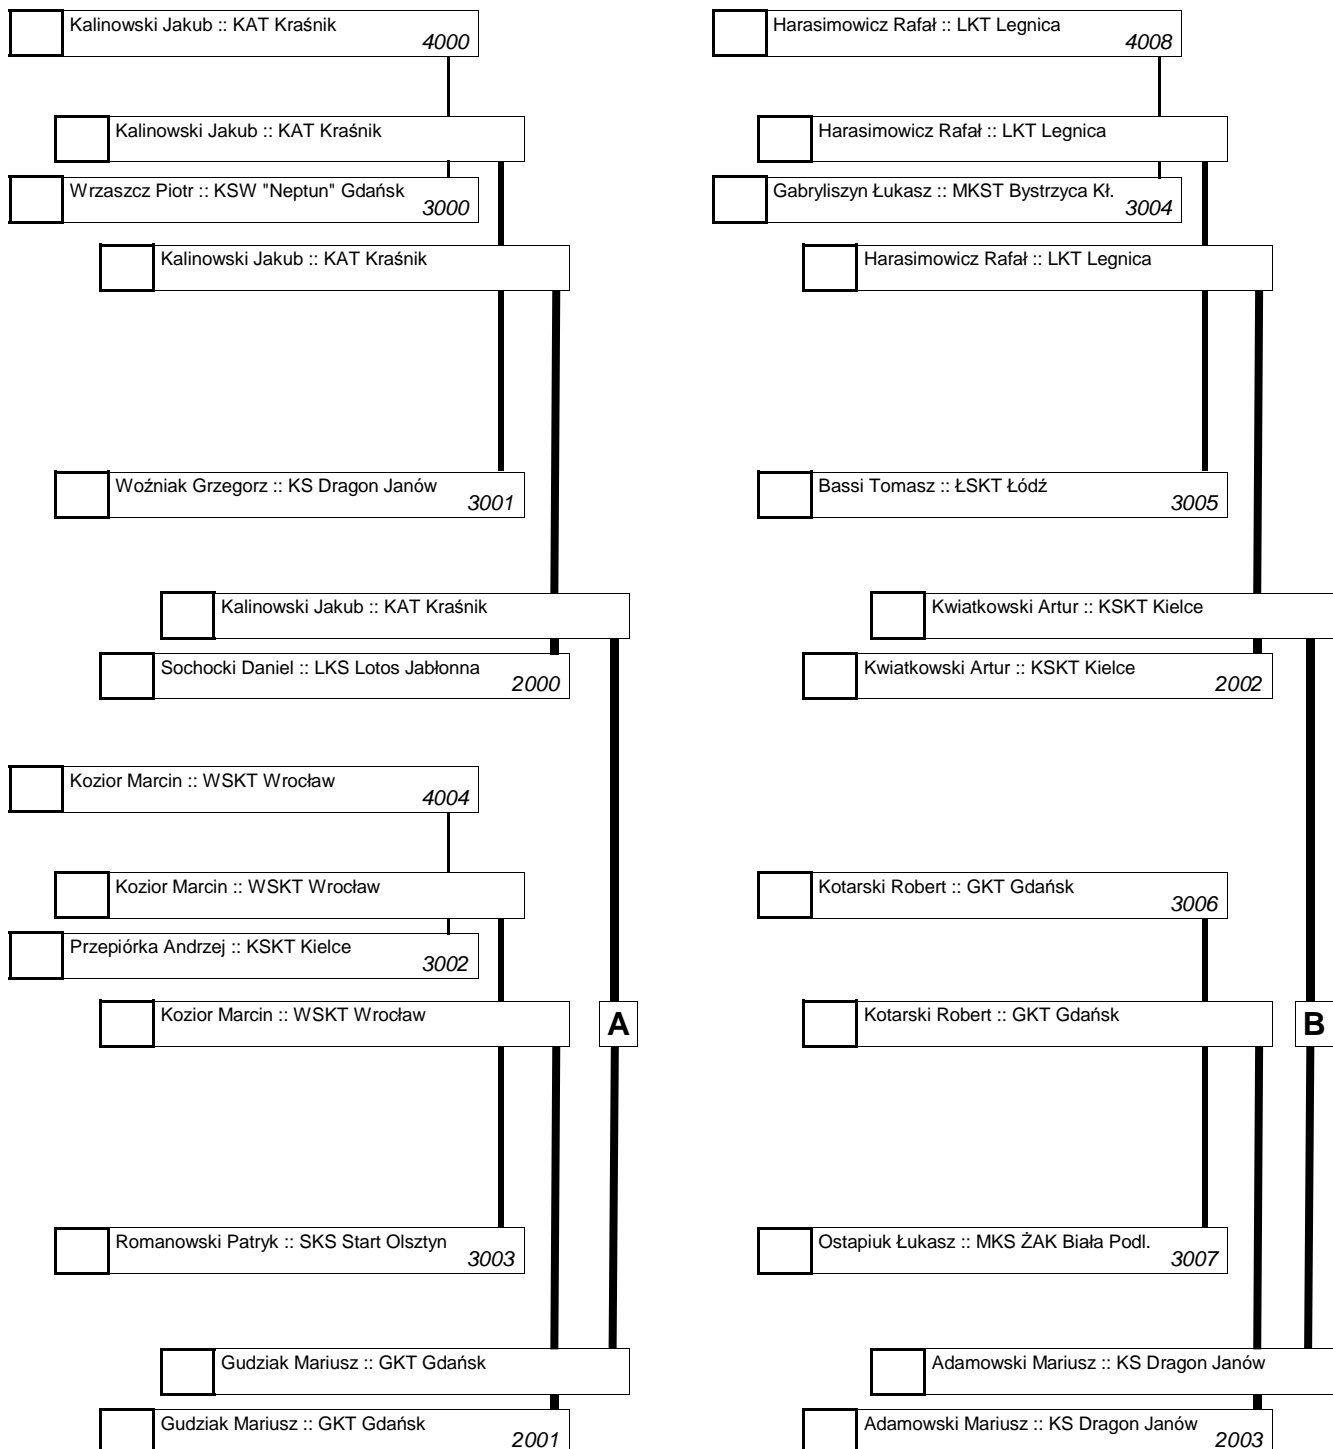 Kalinowski Jakub :: KAT Kraśnik
4000
Kalinowski Jakub :: KAT Kraśnik
Wrzaszcz Piotr :: KSW "Neptun" Gdańsk
3000
Kalinowski Jakub :: KAT Kraśnik
Woźniak Grzegorz :: KS Dragon Janów
3001
Kalinowski Jakub :: KAT Kraśnik
Sochocki Daniel :: LKS Lotos Jabłonna
2000
Kozior Marcin :: WSKT Wrocław
4004
Kozior Marcin :: WSKT Wrocław
Przepiórka Andrzej :: KSKT Kielce
3002
Kozior Marcin :: WSKT Wrocław
A
Romanowski Patryk :: SKS Start Olsztyn
3003
Gudziak Mariusz :: GKT Gdańsk
Gudziak Mariusz :: GKT Gdańsk
2001
Harasimowicz Rafał :: LKT Legnica
4008
Harasimowicz Rafał :: LKT Legnica
Gabryliszyn Łukasz :: MKST Bystrzyca Kł.
3004
Harasimowicz Rafał :: LKT Legnica
Bassi Tomasz :: ŁSKT Łódź
3005
Kwiatkowski Artur :: KSKT Kielce
Kwiatkowski Artur :: KSKT Kielce
2002
Kotarski Robert :: GKT Gdańsk
3006
Kotarski Robert :: GKT Gdańsk
B
Ostapiuk Łukasz :: MKS ŻAK Biała Podl.
3007
Adamowski Mariusz :: KS Dragon Janów
Adamowski Mariusz :: KS Dragon Janów
2003